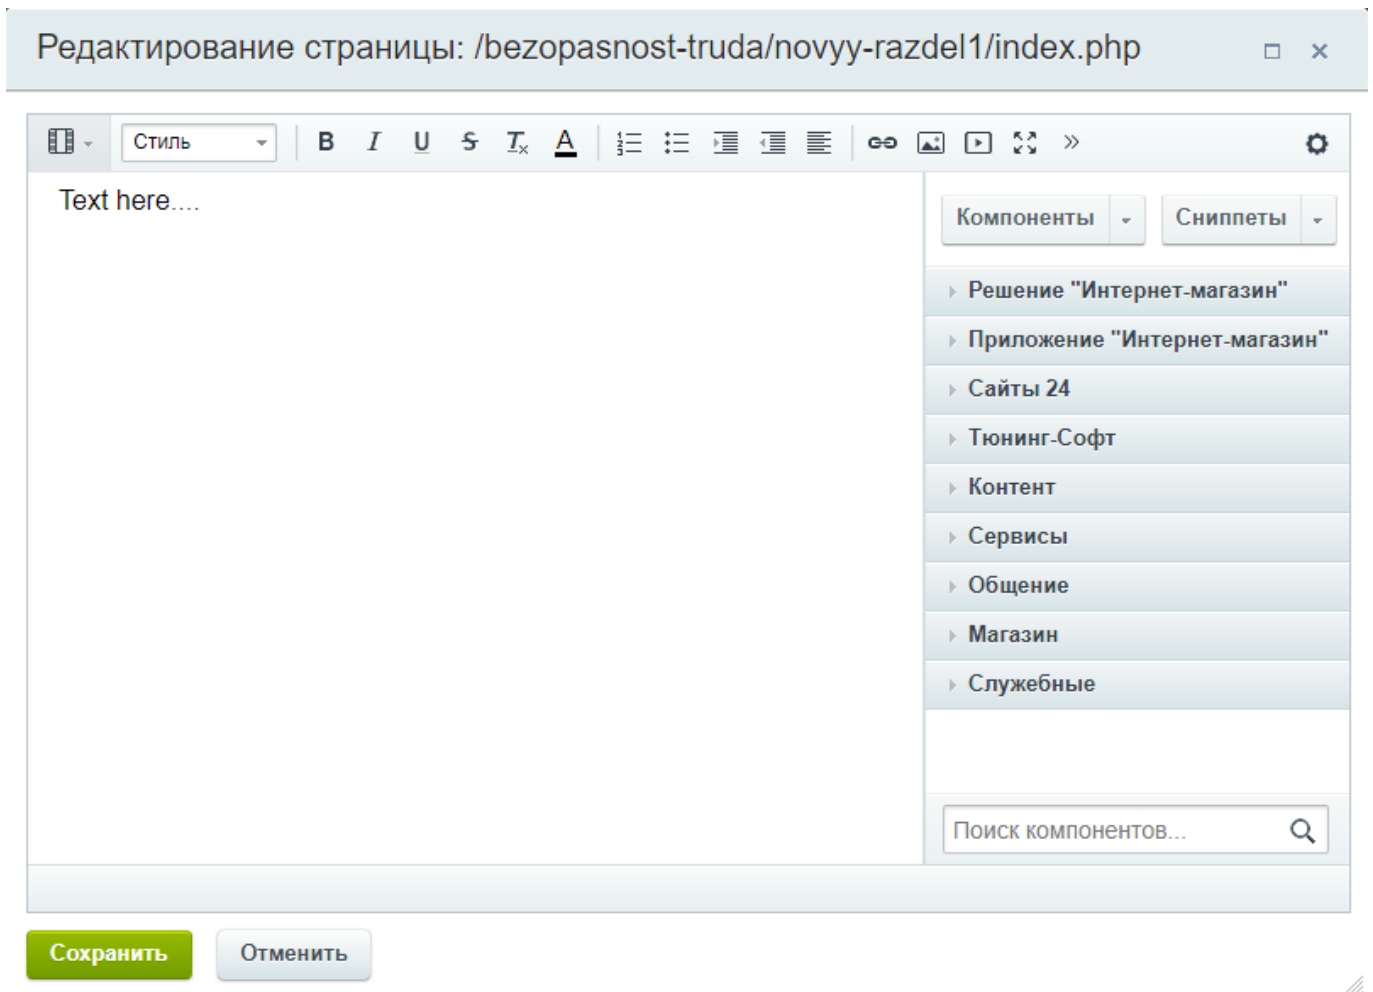 Редактирование страницы: /bezopasnost-truda/novyy-razdel1/index.php
Стиль
B I U S Tx A
Text here....
Компоненты
Сниппеты
Решение "Интернет-магазин"
Приложение "Интернет-магазин"
Сайты 24
Тюнинг-Софт
Контент
Сервисы
Общение
Магазин
Служебные
Поиск компонентов...
Сохранить
Отменить